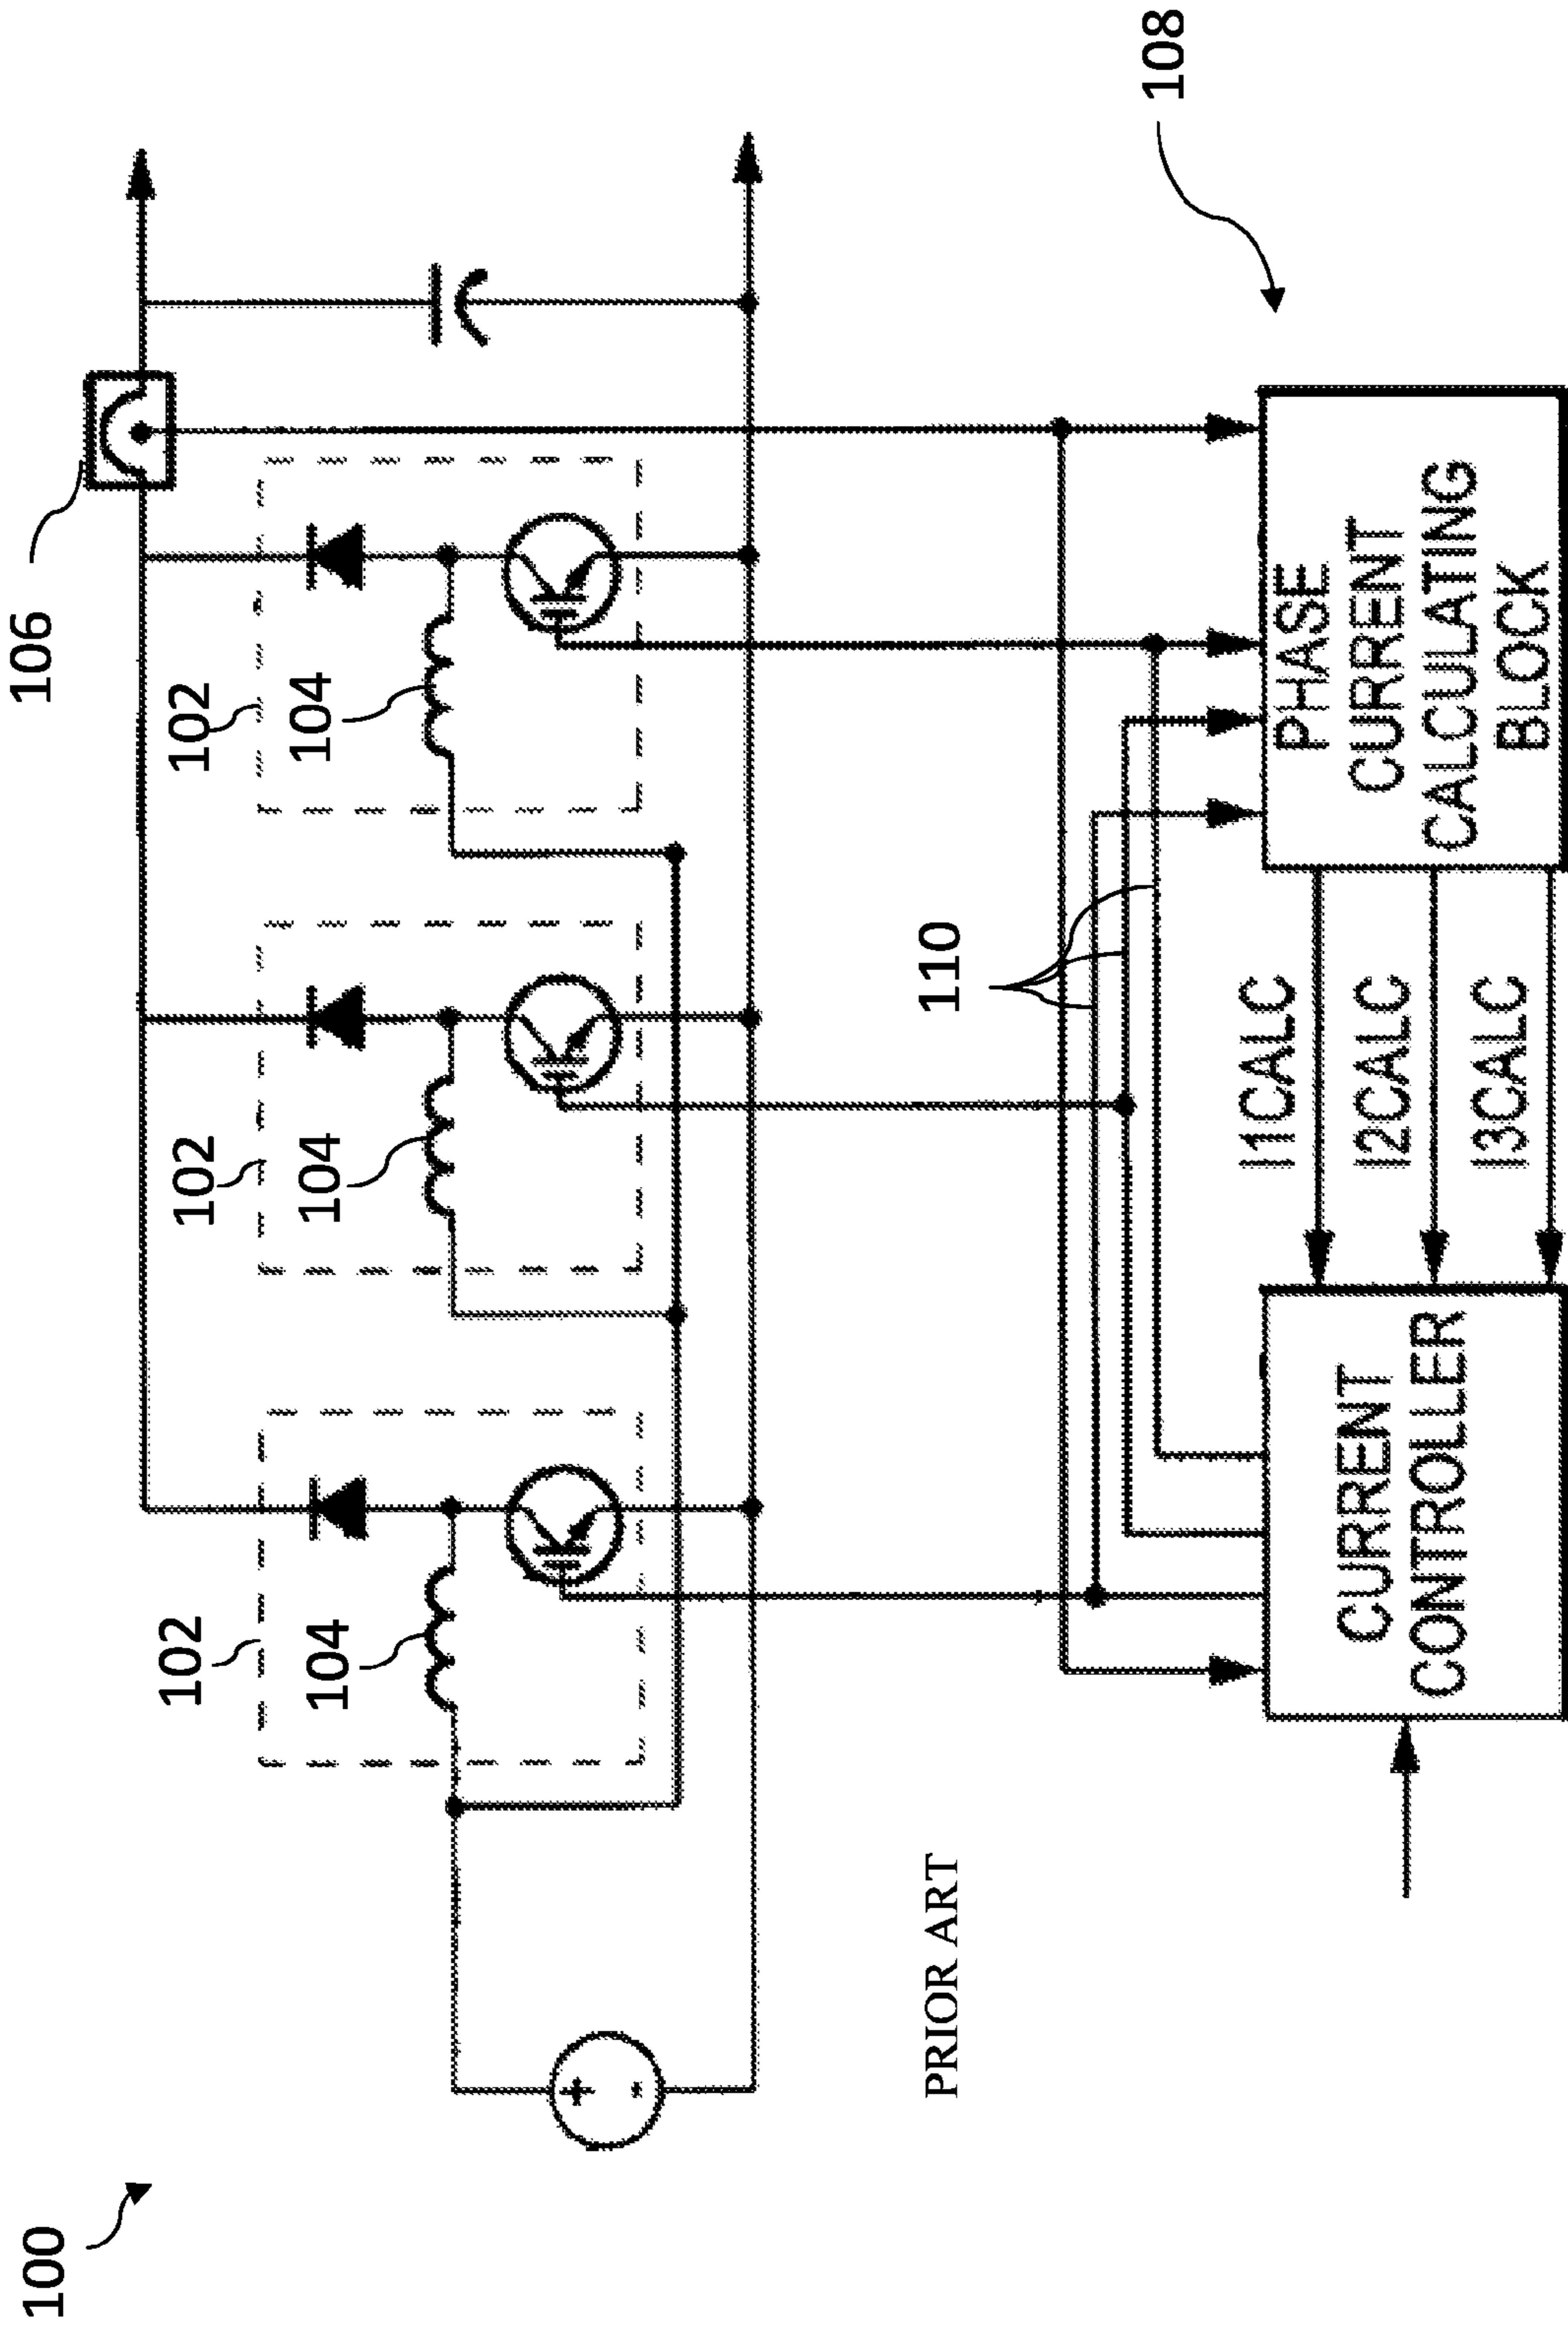 100
106
102
104
102
104
102
104
PRIOR ART
110
108
CURRENT
CONTROLLER
I1CALC
I2CALC
I3CALC
PHASE
CURRENT
CALCULATING
BLOCK
+
-